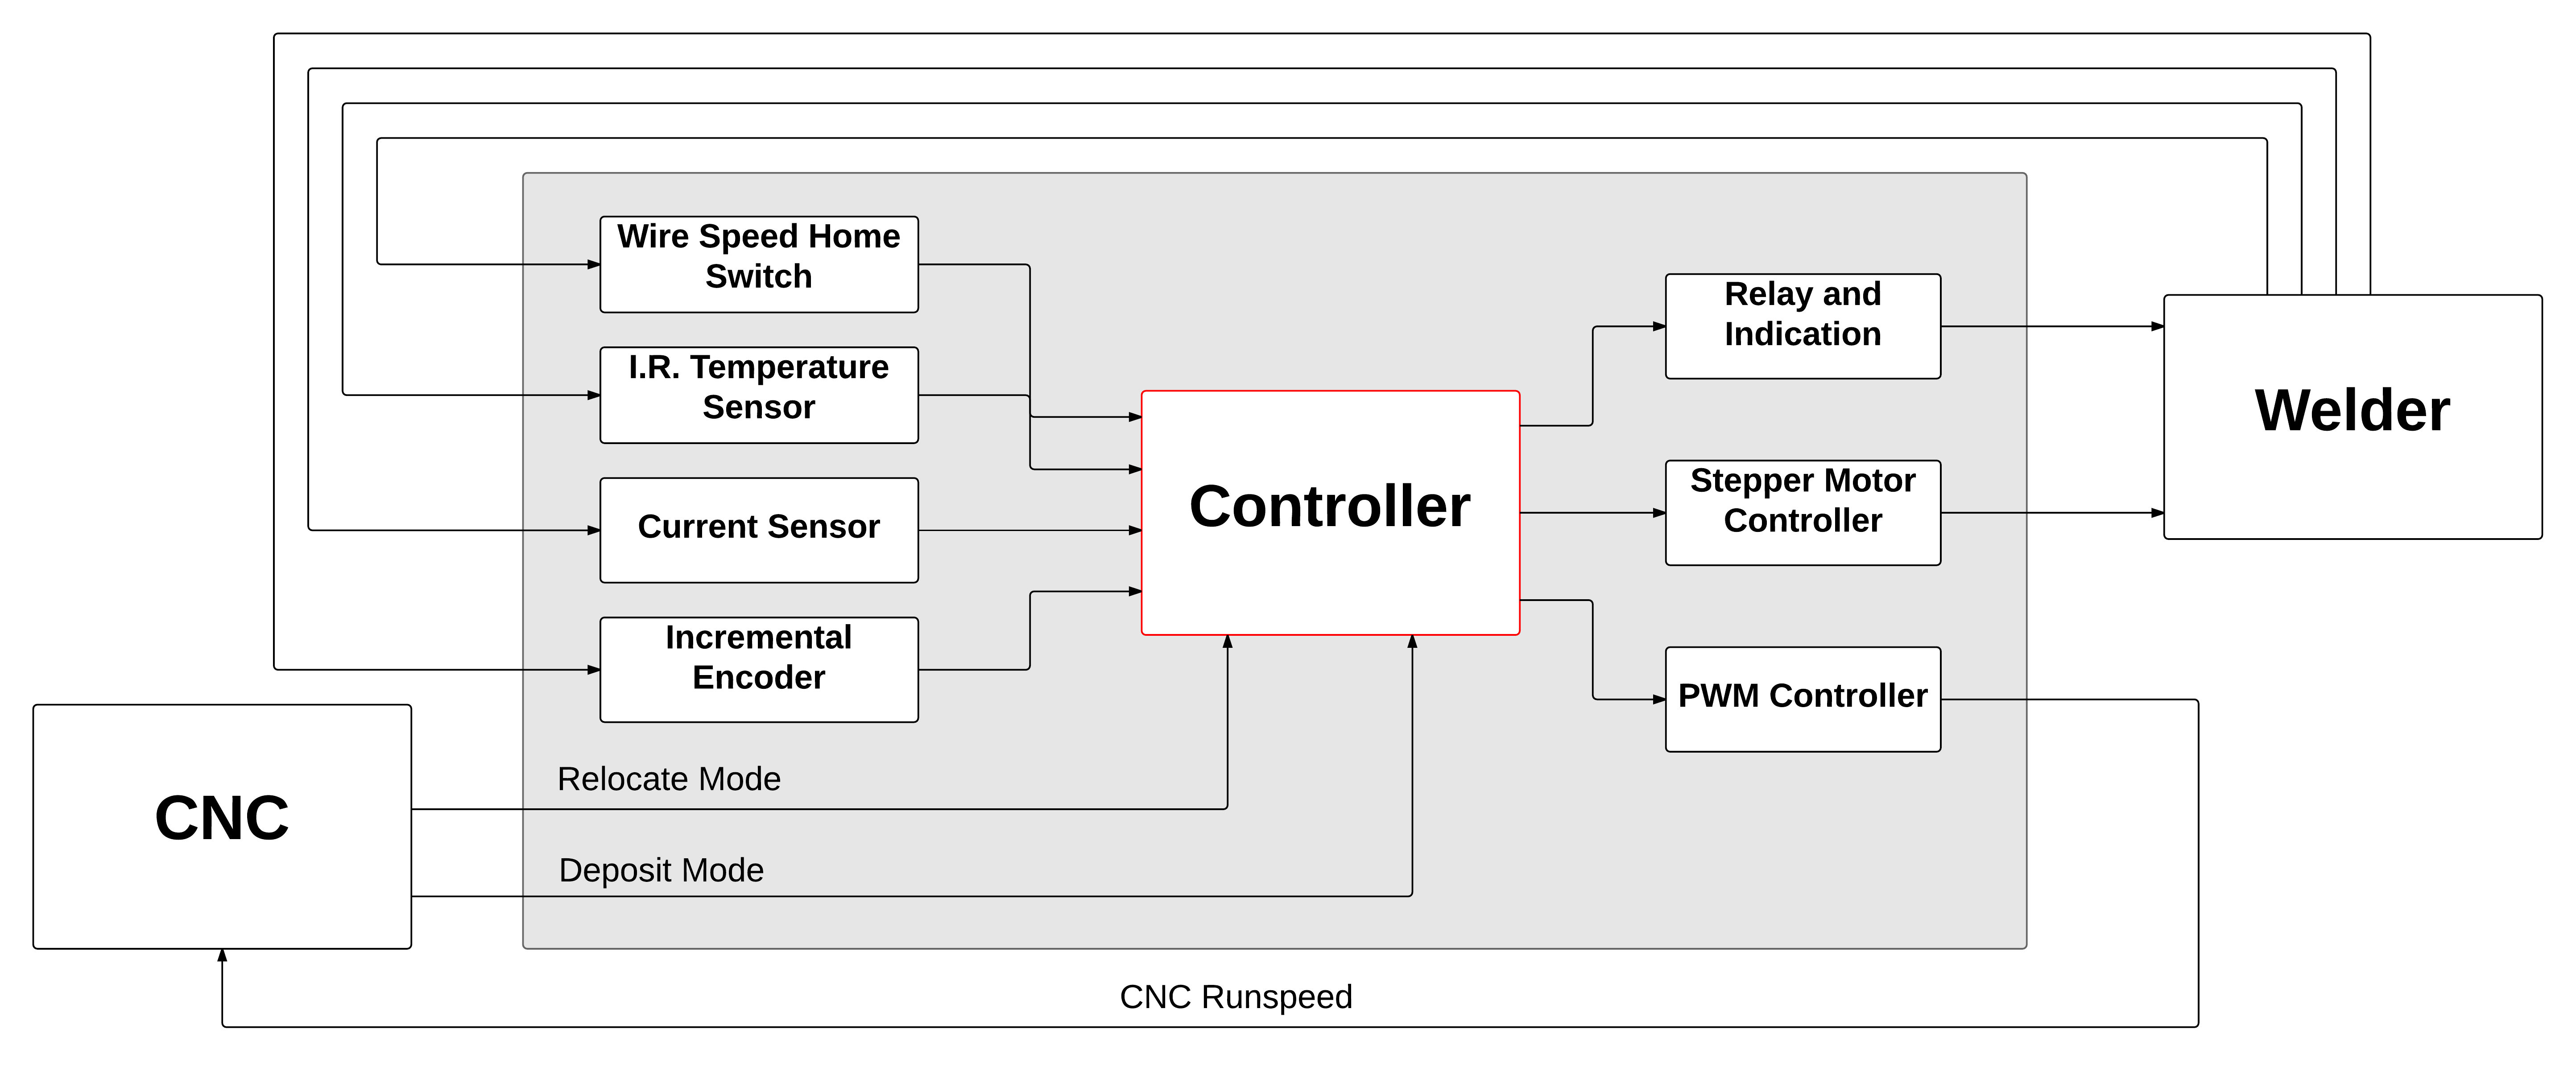 Wire Speed Home
Switch
I.R. Temperature
Sensor
Current Sensor
Incremental
Encoder
Controller
Relay and
Indication
Stepper Motor
Controller
PWM Controller
Welder
CNC
Relocate Mode
Deposit Mode
CNC Runspeed